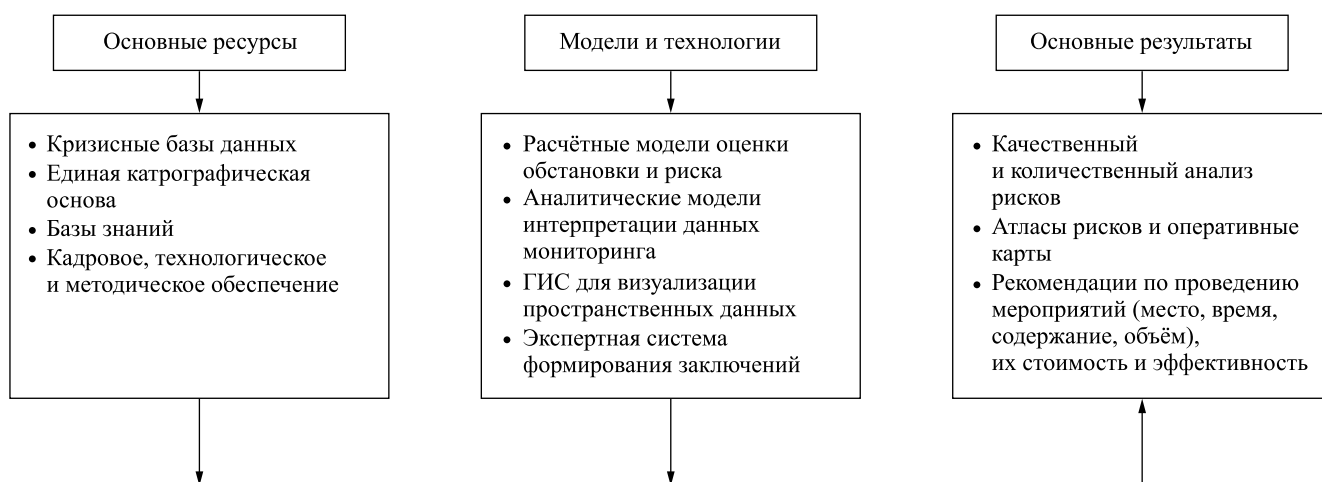 Основные ресурсы
• Кризисные базы данных
• Единая катрографическая
основа
• Базы знаний
• Кадровое, технологическое
и методическое обеспечение
Модели и технологии
• Расчётные модели оценки
обстановки и риска
• Аналитические модели
интерпретации данных
мониторинга
• ГИС для визуализации
пространственных данных
• Экспертная система
формирования заключений
Основные результаты
• Качественный
и количественный анализ
рисков
• Атласы рисков и оперативные
карты
• Рекомендации по проведению
мероприятий (место, время,
содержание, объём),
их стоимость и эффективность